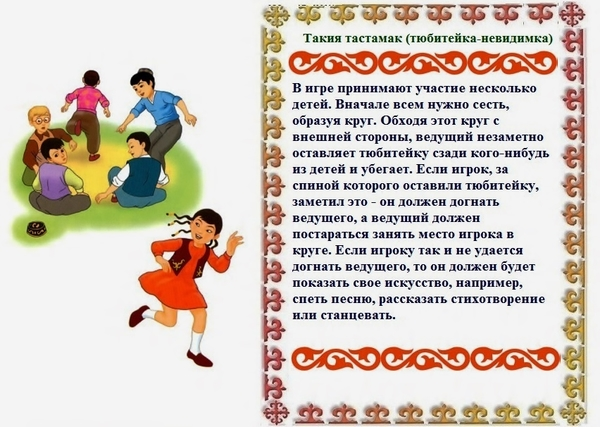 Такия тастамак (тюбитейка-невидимка)
В игре принимают участие несколько
детей. Вначале всем нужно сесть,
образуя круг. Обходя этот круг с
внешней стороны, ведущий незаметно
оставляет тюбитейку сзади кого-нибудь
из детей и убегает. Если игрок, за
спиной которого оставили тюбитейку,
заметил это - он должен догнать
ведущего, а ведущий должен
постараться занять место игрока в
круге. Если игроку так и не удается
догнать ведущего, то он должен будет
показать свое искусство, например,
спеть песню, рассказать стихотворение
или станцевать.